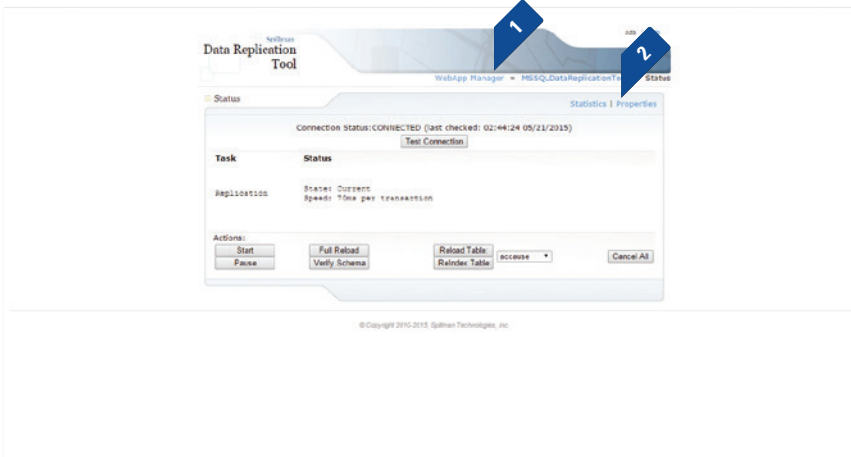 Spillman
Data Replication
Tool
1
2
WebApp Manager » MSSQLDataReplicationTo
Status
Status
Statistics | Properties
Connection Status:CONNECTED (last checked: 02:44:24 05/21/2015)
Test Connection
Task Status
Replication
State: Current
Speed: 70ms per transaction
Actions:
Start Full Reload Reload Table: Cancel All
Pause Verify Schema ReIndex Table
© Copyright 2010-2015, Spillman Technologies, inc.